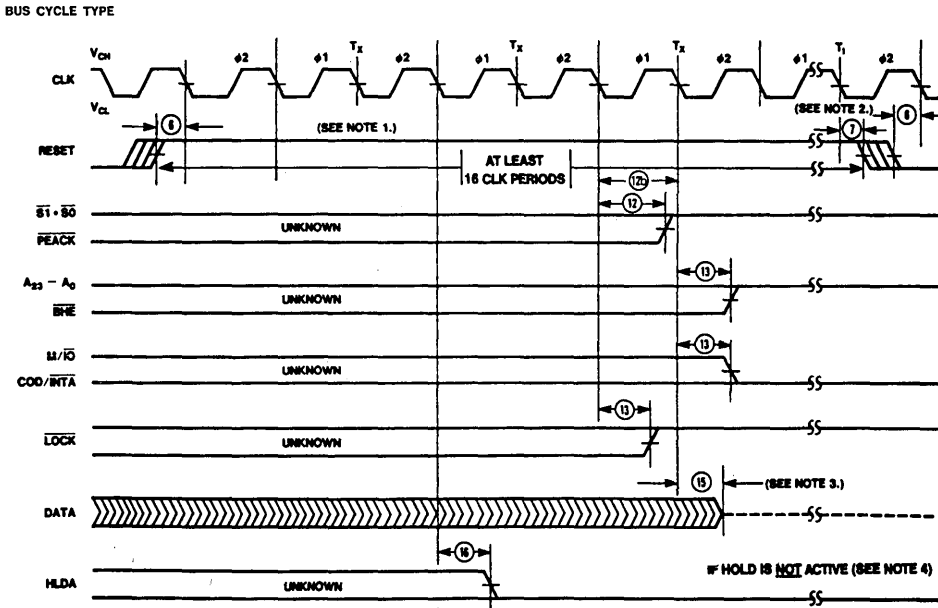 BUS CYCLE TYPE
VCH
φ2 φ1 TX φ2 φ1 TX φ2 φ1 TX φ2 φ1 T1 φ2
CLK
VCL
(SEE NOTE 2.)
6 (SEE NOTE 1.) 7 6
RESET
AT LEAST
16 CLK PERIODS
12b
S1 • S0 12
UNKNOWN
PEACK
13
A23 – A0
UNKNOWN
BHE
13
M/IO
UNKNOWN
COD/INTA
13
LOCK UNKNOWN
15 (SEE NOTE 3.)
DATA
16
IF HOLD IS NOT ACTIVE (SEE NOTE 4)
HLDA UNKNOWN